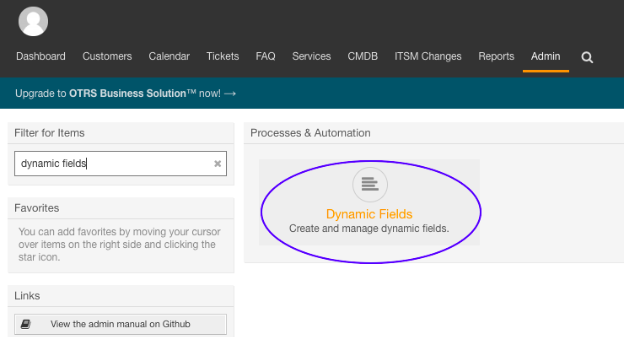 Dashboard Customers Calendar Tickets FAQ Services CMDB ITSM Changes Reports Admin
Upgrade to OTRS Business Solution™ now! →
Filter for Items
dynamic fields
Favorites
You can add favorites by moving your cursor
over items on the right side and clicking the
star icon.
Links
View the admin manual on Github
Processes & Automation
Dynamic Fields
Create and manage dynamic fields.